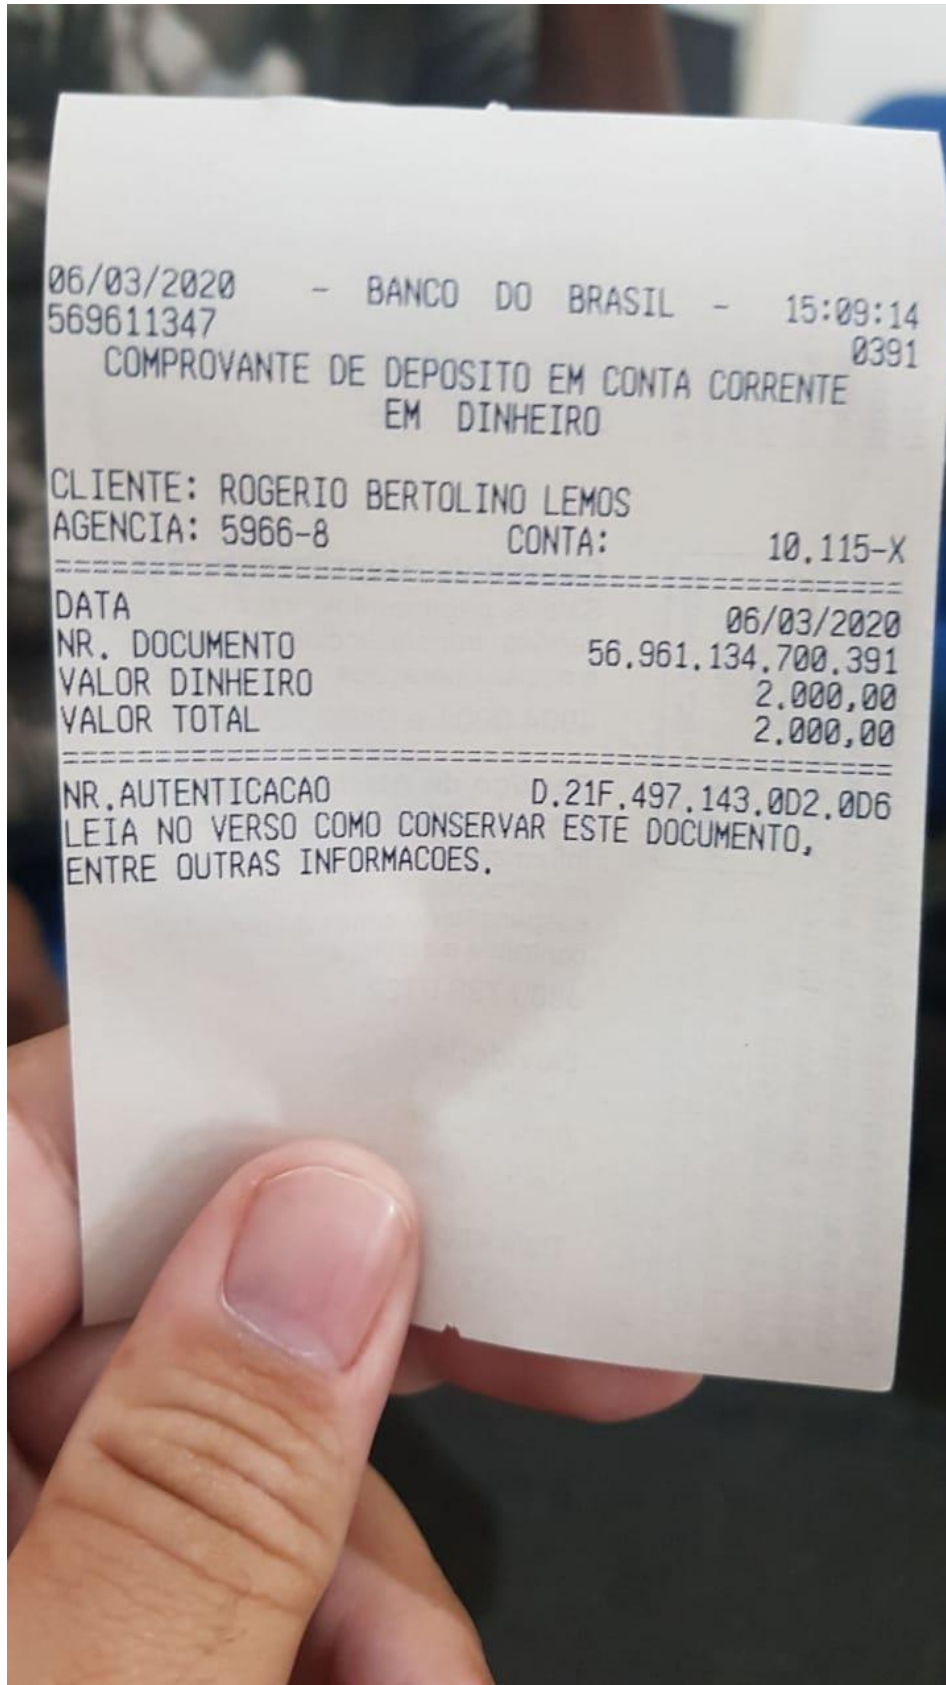 06/03/2020 - BANCO DO BRASIL - 15:09:14
569611347 0391
COMPROVANTE DE DEPOSITO EM CONTA CORRENTE
EM DINHEIRO
CLIENTE: ROGERIO BERTOLINO LEMOS
AGENCIA: 5966-8 CONTA: 10.115-X
==============================================
DATA 06/03/2020
NR. DOCUMENTO 56.961.134.700.391
VALOR DINHEIRO 2.000,00
VALOR TOTAL 2.000,00
==============================================
NR.AUTENTICACAO D.21F.497.143.0D2.0D6
LEIA NO VERSO COMO CONSERVAR ESTE DOCUMENTO,
ENTRE OUTRAS INFORMACOES.